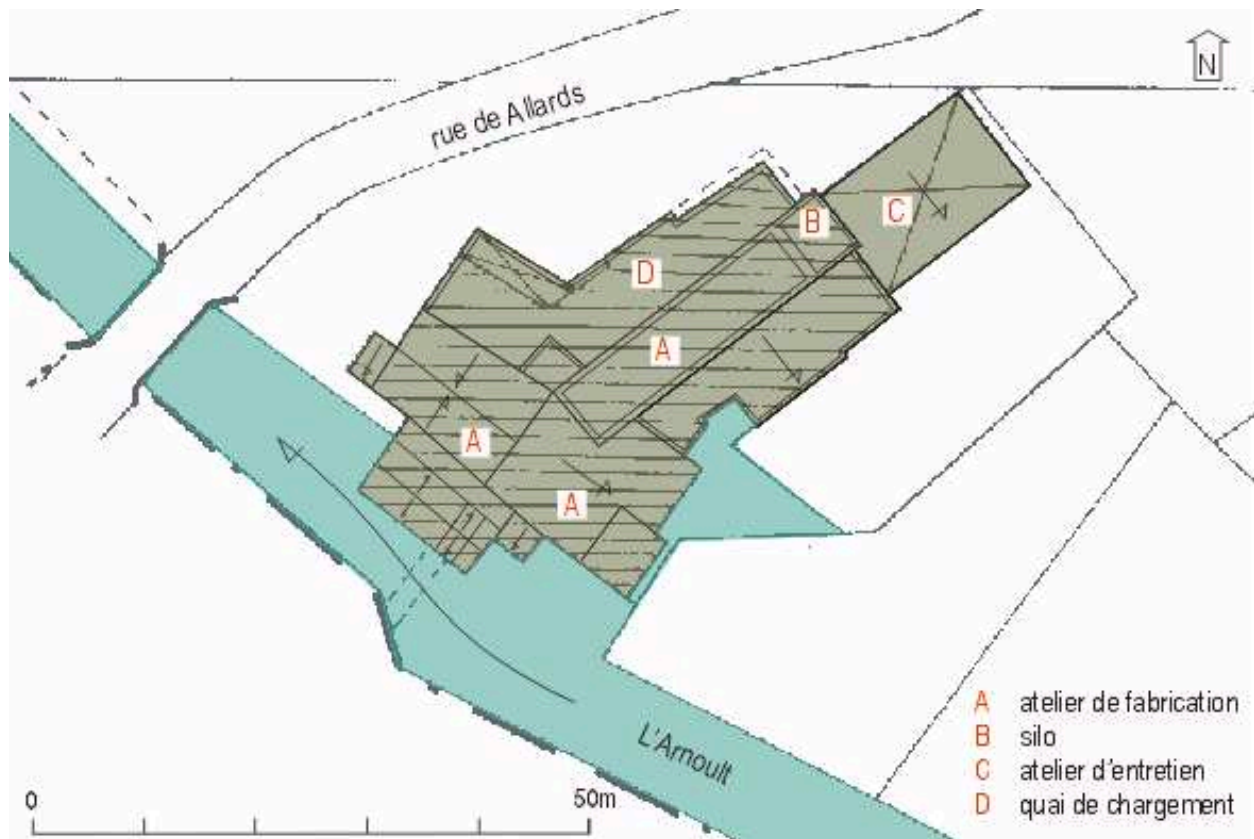 N
rue de Allards
B
C
D
A
A
A
L'Arnoult
A atelier de fabrication
B silo
C atelier d'entretien
D quai de chargement
0 50m